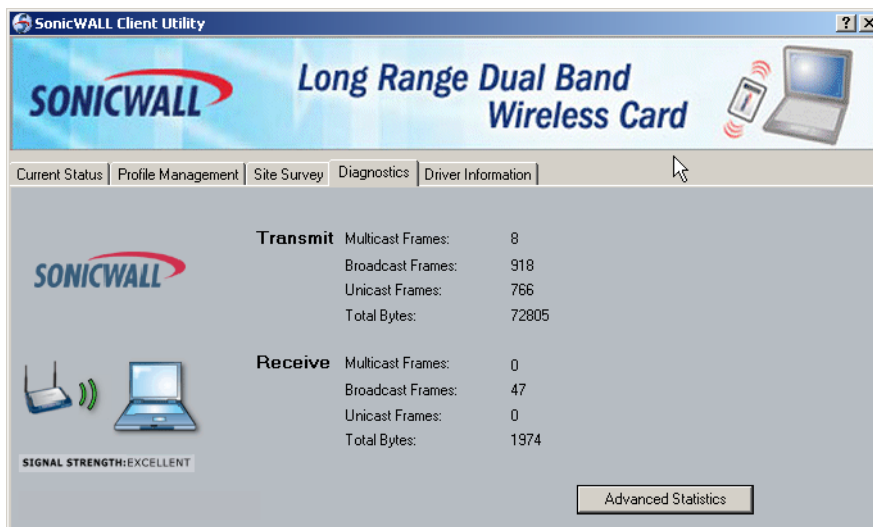 SonicWALL Client Utility
SONICWALL
Long Range Dual Band
Wireless Card
Current Status
Profile Management
Site Survey
Diagnostics
Driver Information
SONICWALL
Transmit
Multicast Frames: 8
Broadcast Frames: 918
Unicast Frames: 766
Total Bytes: 72805
Receive
Multicast Frames: 0
Broadcast Frames: 47
Unicast Frames: 0
Total Bytes: 1974
SIGNAL STRENGTH:EXCELLENT
Advanced Statistics